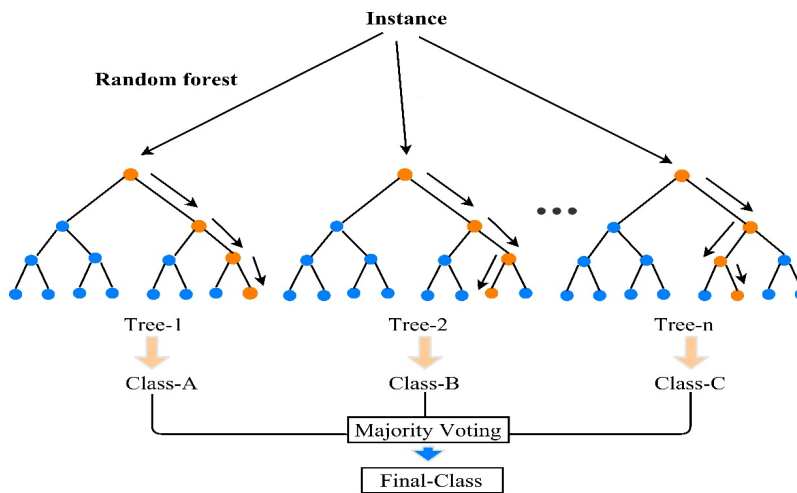 Instance
Random forest
Tree-1
Tree-2
Tree-n
Class-A
Class-B
Class-C
Majority Voting
Final-Class